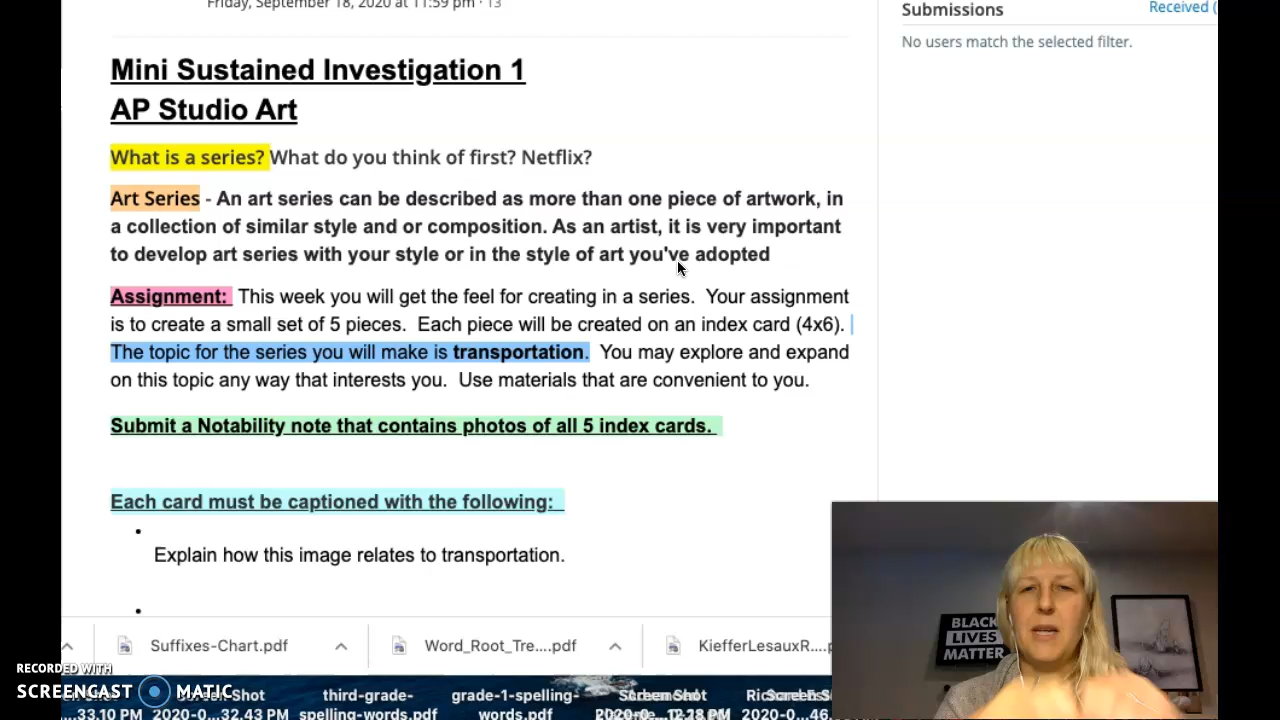 Friday, September 18, 2020 at 11:59 pm · 13
Submissions
Received (
No users match the selected filter.
Mini Sustained Investigation 1
AP Studio Art
What is a series? What do you think of first? Netflix?
Art Series - An art series can be described as more than one piece of artwork, in
a collection of similar style and or composition. As an artist, it is very important
to develop art series with your style or in the style of art you've adopted
Assignment: This week you will get the feel for creating in a series. Your assignment
is to create a small set of 5 pieces. Each piece will be created on an index card (4x6).
The topic for the series you will make is transportation. You may explore and expand
on this topic any way that interests you. Use materials that are convenient to you.
Submit a Notability note that contains photos of all 5 index cards.
Each card must be captioned with the following:
Explain how this image relates to transportation.
BLACK
LIVES
MATTER
Suffixes-Chart.pdf
Word_Root_Tre....pdf
KiefferLesauxR....p
RECORDED WITH
SCREENCAST MATIC
third-grade-
spelling-words.pdf
grade-1-spelling-
words.pdf
...33.10 PM
2020-0...32.43 PM